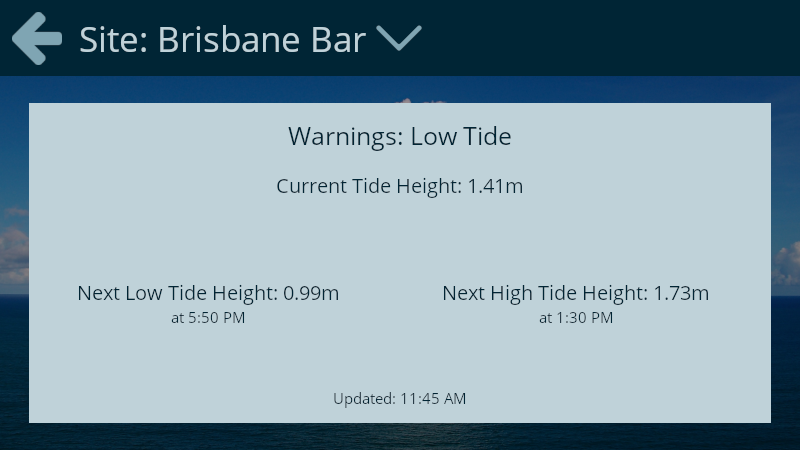 Site: Brisbane Bar
Warnings: Low Tide
Current Tide Height: 1.41m
Next Low Tide Height: 0.99m
at 5:50 PM
Next High Tide Height: 1.73m
at 1:30 PM
Updated: 11:45 AM